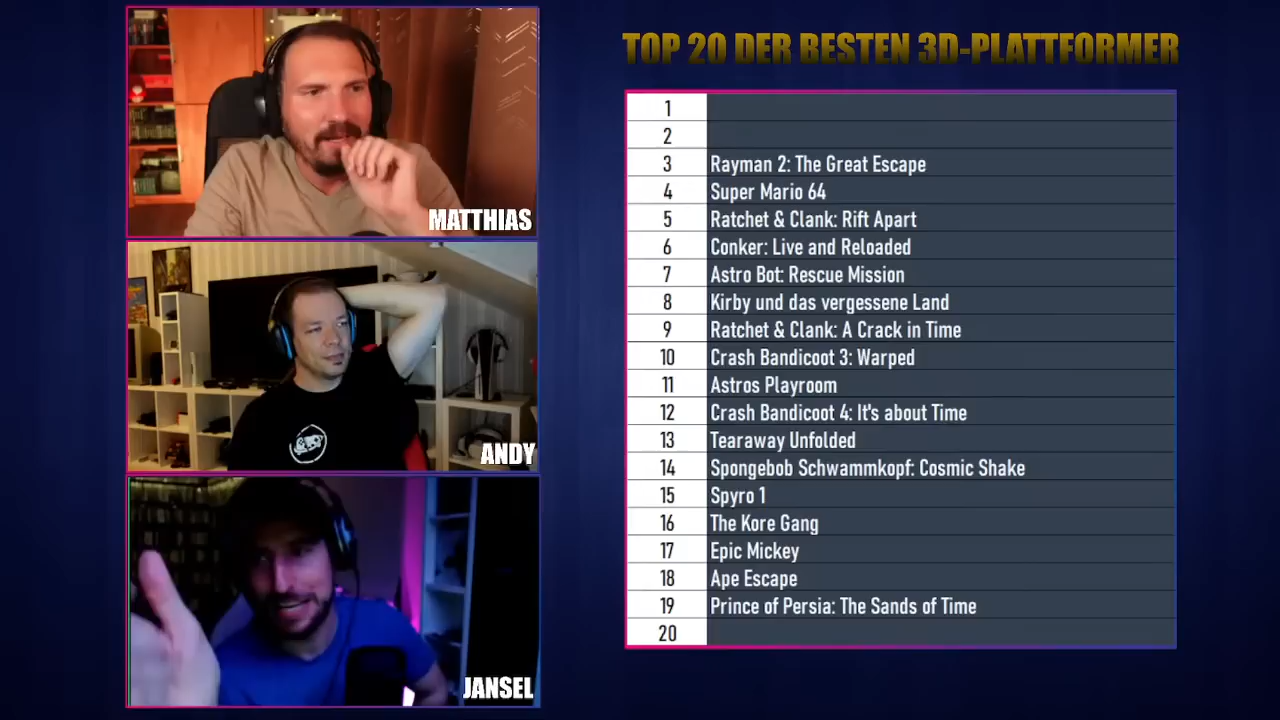 TOP 20 DER BESTEN 3D-PLATTFORMER
1
2
3 Rayman 2: The Great Escape
4 Super Mario 64
5 Ratchet & Clank: Rift Apart
6 Conker: Live and Reloaded
7 Astro Bot: Rescue Mission
8 Kirby und das vergessene Land
9 Ratchet & Clank: A Crack in Time
10 Crash Bandicoot 3: Warped
11 Astros Playroom
12 Crash Bandicoot 4: It's about Time
13 Tearaway Unfolded
14 Spongebob Schwammkopf: Cosmic Shake
15 Spyro 1
16 The Kore Gang
17 Epic Mickey
18 Ape Escape
19 Prince of Persia: The Sands of Time
20
MATTHIAS
ANDY
JANSEL